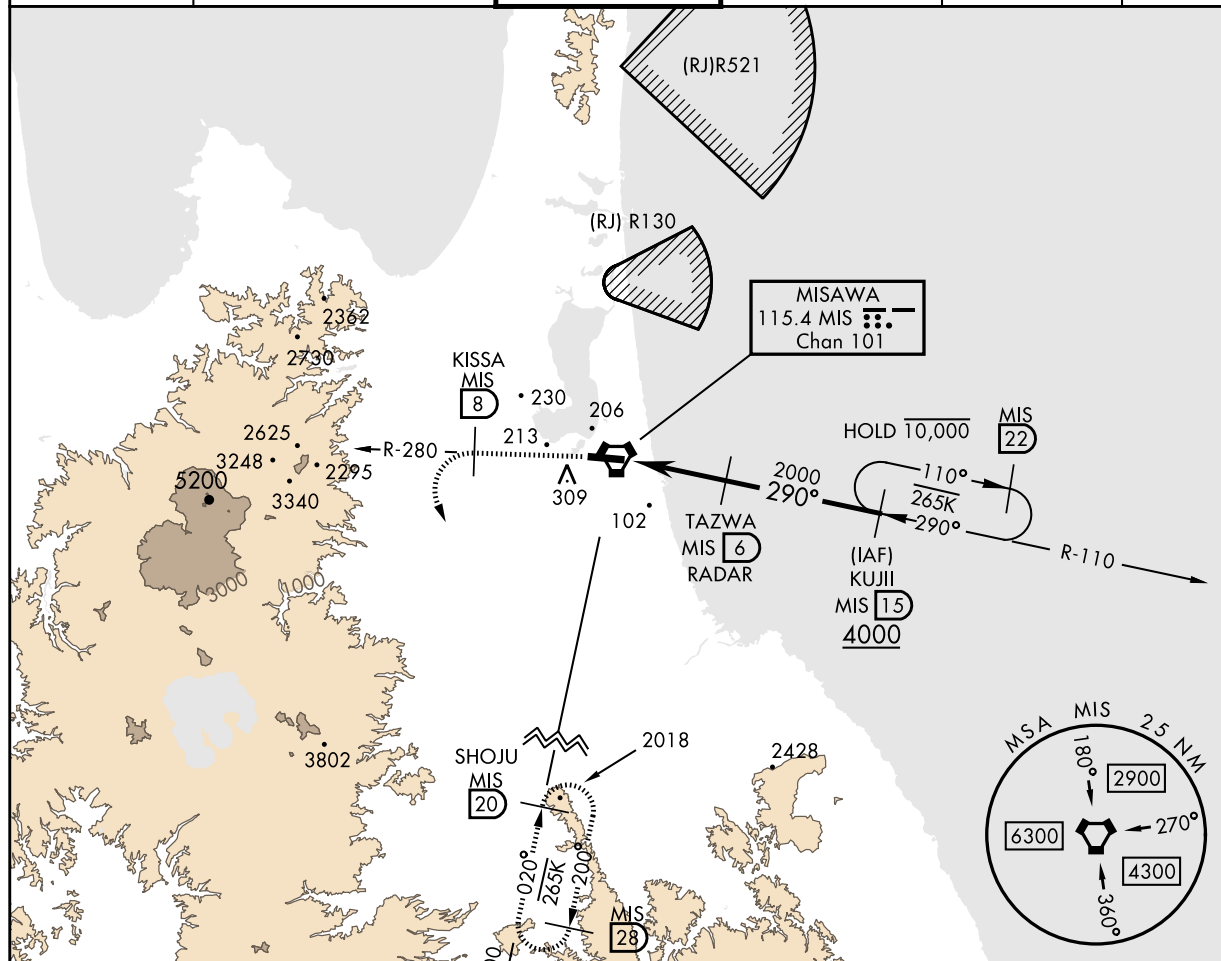 (RJ)R521
(RJ) R130
MISAWA
115.4 MIS
Chan 101
2362
2730
KISSA
MIS
8
230
206
213
HOLD 10,000
MIS
22
2625
R-280
3248
2295
5200
3340
309
102
2000
290°
110°
265K
290°
TAZWA
MIS 6
RADAR
(IAF)
KUJII
MIS 15
4000
R-110
3000
1000
3802
SHOJU
MIS
20
2018
2428
020°
265K
200°
MIS
28
MSA MIS 25 NM
180°
2900
6300
270°
4300
360°